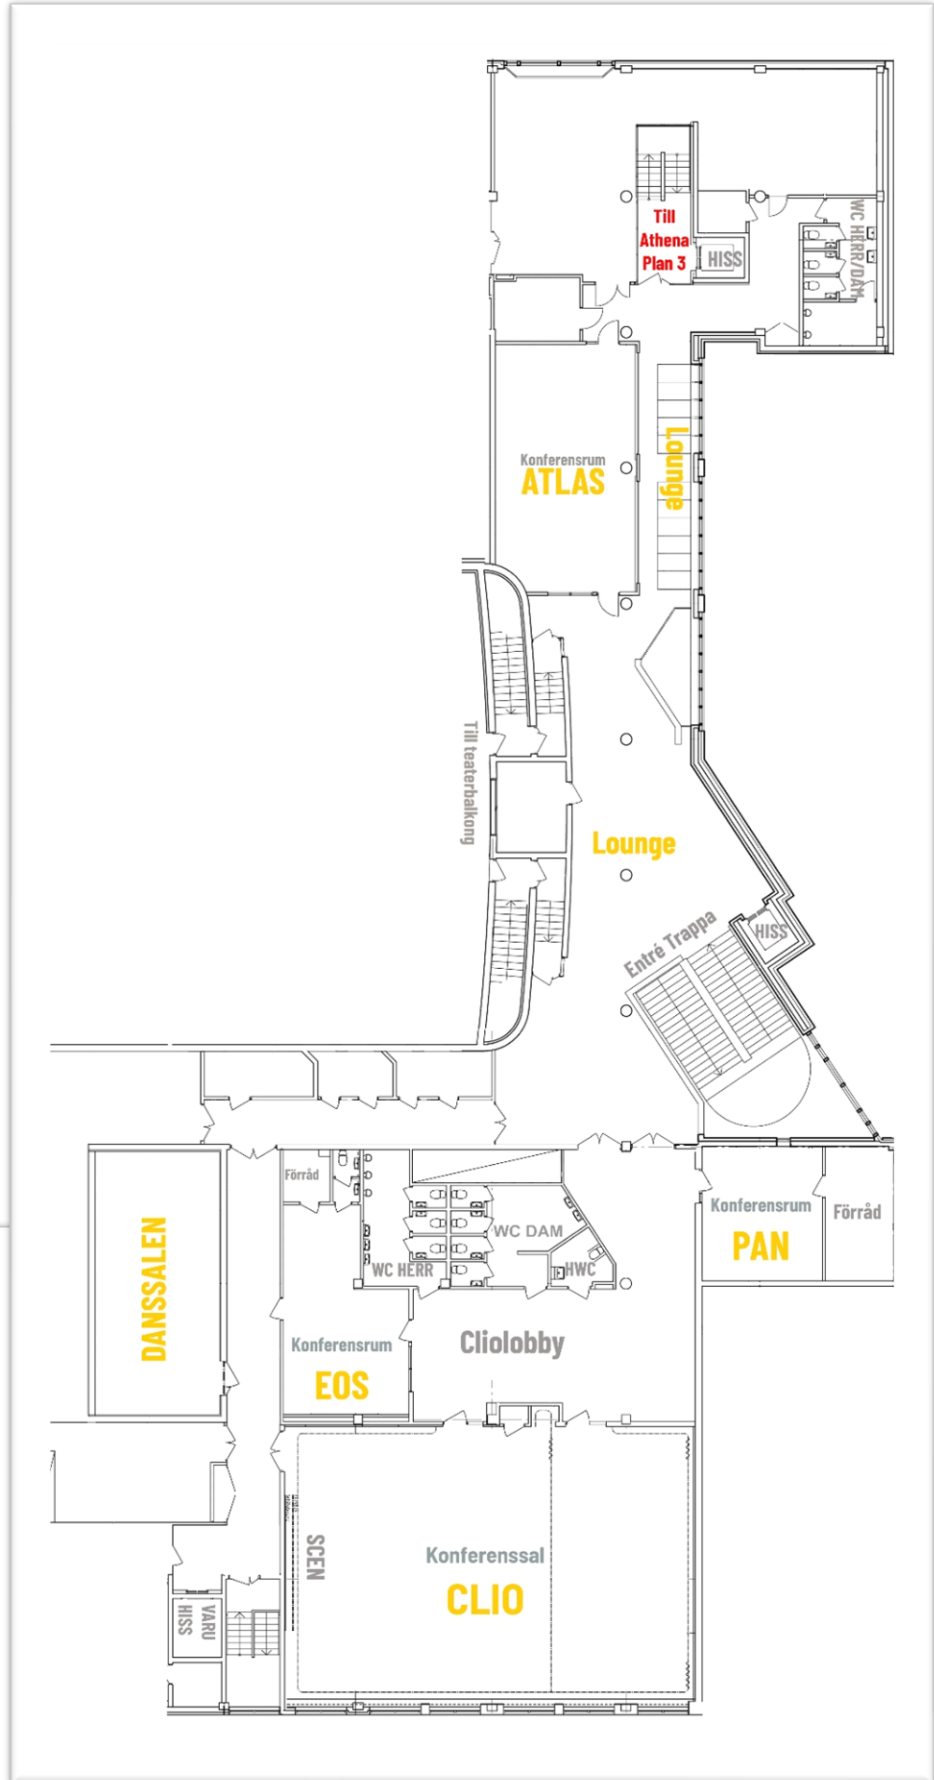 Till
Athena
Plan 3
HISS
WC HERR/DAM
Konferensrum
ATLAS
Lounge
Till teaterbalkong
Lounge
Entré Trappa
HISS
Förråd
WC HERR
WC DAM
HWC
Konferensrum
PAN
Förråd
DANSSALEN
Konferensrum
EOS
Cliolobby
SCEN
Konferenssal
CLIO
VARU
HISS